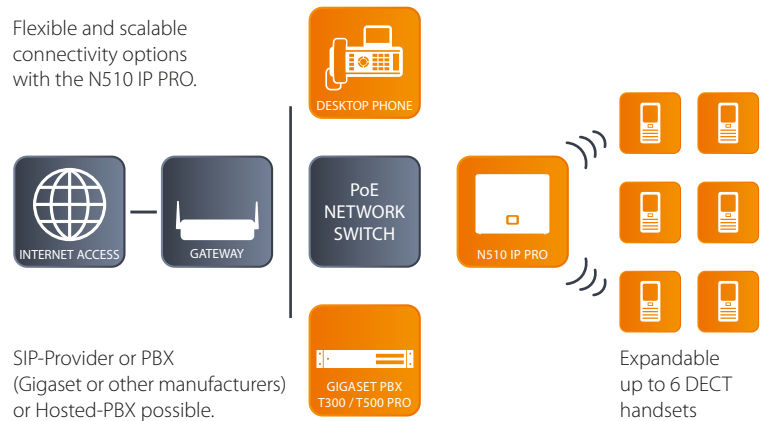 Flexible and scalable
connectivity options
with the N510 IP PRO.
DESKTOP PHONE
INTERNET ACCESS
GATEWAY
PoE
NETWORK
SWITCH
N510 IP PRO
SIP-Provider or PBX
(Gigaset or other manufacturers)
or Hosted-PBX possible.
GIGASET PBX
T300 / T500 PRO
Expandable
up to 6 DECT
handsets